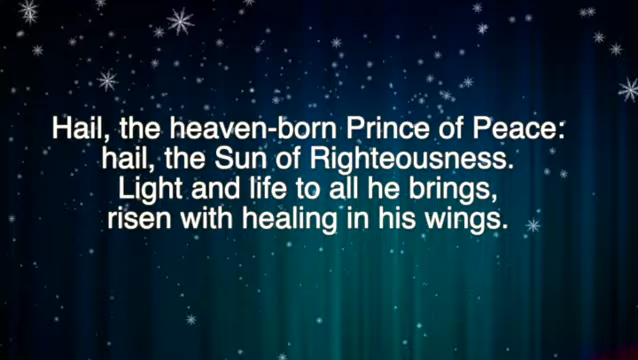 Hail, the heaven-born Prince of Peace:
hail, the Sun of Righteousness.
Light and life to all he brings,
risen with healing in his wings.